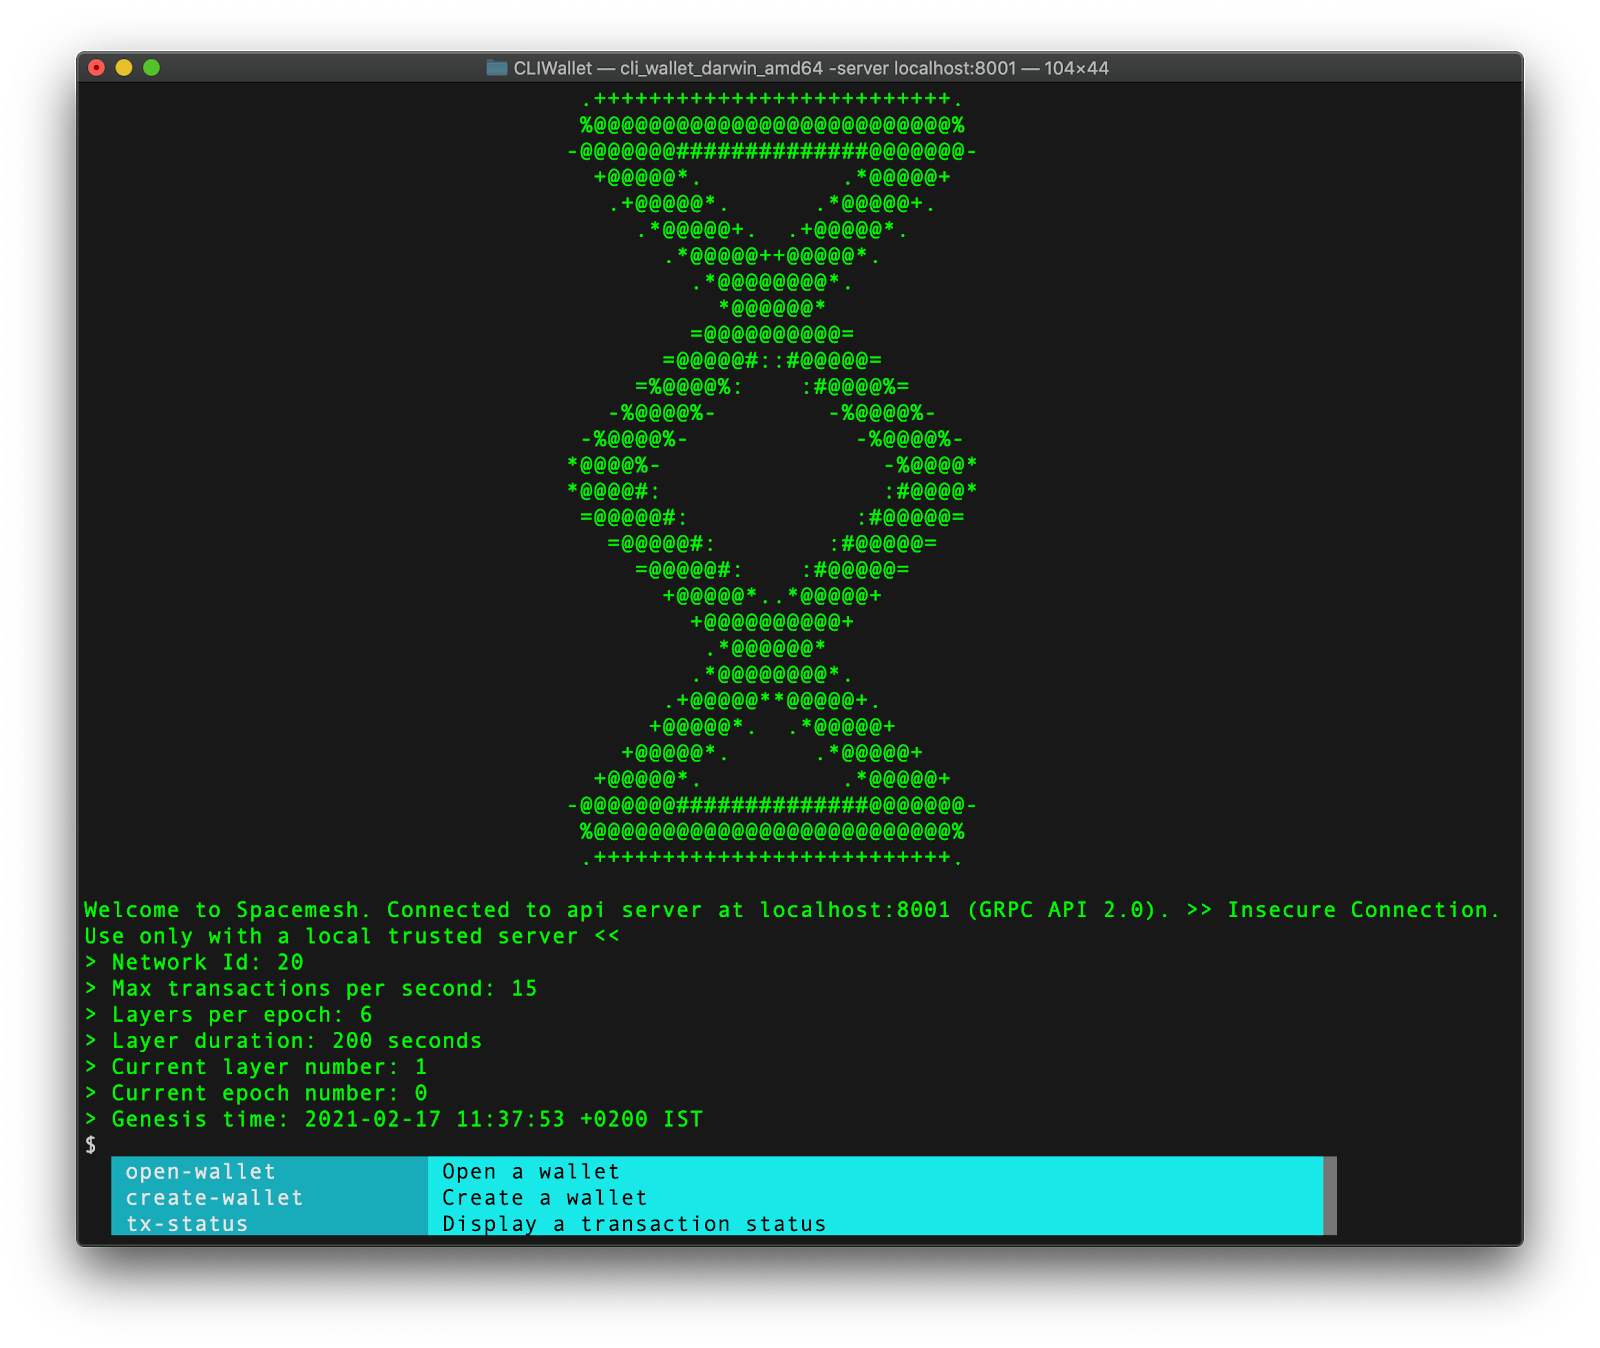 CLIWallet — cli_wallet_darwin_amd64 -server localhost:8001 — 104×44
.++++++++++++++++++++++++++.
%@@@@@@@@@@@@@@@@@@@@@@@@@@%
-@@@@@@@##############@@@@@@@-
+@@@@@*.           .*@@@@@+
.+@@@@@*.       .*@@@@@+.
.*@@@@@+.  .+@@@@@*.
.*@@@@@++@@@@@*.
.*@@@@@@@@*.
*@@@@@@*
=@@@@@@@@@@=
=@@@@@#::#@@@@@=
=%@@@@%:    :#@@@@%=
-%@@@@%-        -%@@@@%-
-%@@@@%-            -%@@@@%-
*@@@@%-                -%@@@@*
*@@@@#:                :#@@@@*
=@@@@@#:            :#@@@@@=
=@@@@@#:        :#@@@@@=
=@@@@@#:    :#@@@@@=
+@@@@@*..*@@@@@+
+@@@@@@@@@@+
.*@@@@@@*
.*@@@@@@@@*.
.+@@@@@**@@@@@+.
+@@@@@*.  .*@@@@@+
+@@@@@*.      .*@@@@@+
+@@@@@*.          .*@@@@@+
-@@@@@@@##############@@@@@@@-
%@@@@@@@@@@@@@@@@@@@@@@@@@@%
.++++++++++++++++++++++++++.
Welcome to Spacemesh. Connected to api server at localhost:8001 (GRPC API 2.0). >> Insecure Connection.
Use only with a local trusted server <<
> Network Id: 20
> Max transactions per second: 15
> Layers per epoch: 6
> Layer duration: 200 seconds
> Current layer number: 1
> Current epoch number: 0
> Genesis time: 2021-02-17 11:37:53 +0200 IST
$
open-wallet Open a wallet
create-wallet Create a wallet
tx-status Display a transaction status